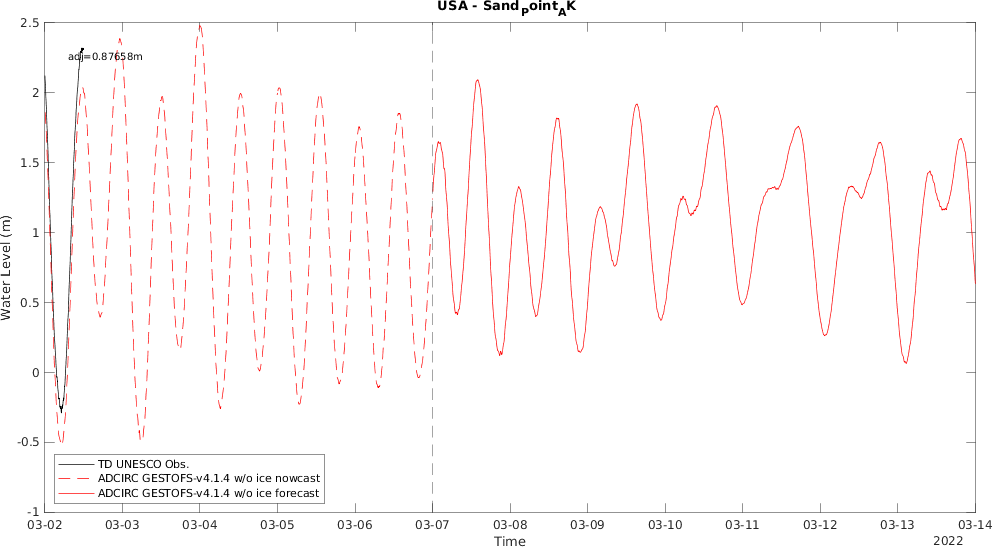 USA - Sand_Point_AK
adj=0.87658m
2.5
2
1.5
1
0.5
0
-0.5
-1
Water Level (m)
TD UNESCO Obs.
ADCIRC GESTOFS-v4.1.4 w/o ice nowcast
ADCIRC GESTOFS-v4.1.4 w/o ice forecast
03-02 03-03 03-04 03-05 03-06 03-07 03-08 03-09 03-10 03-11 03-12 03-13 03-14
Time
2022